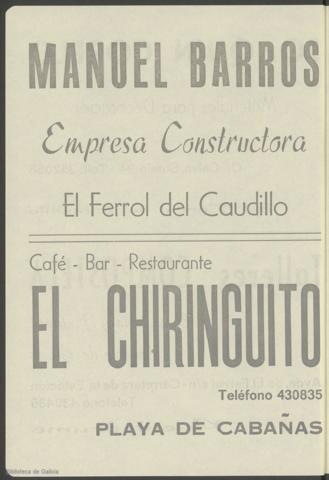 MANUEL BARROS
Empresa Constructora
El Ferrol del Caudillo
Café - Bar - Restaurante
EL CHIRINGUITO
Teléfono 430835
PLAYA DE CABAÑAS
Biblioteca de Galicia